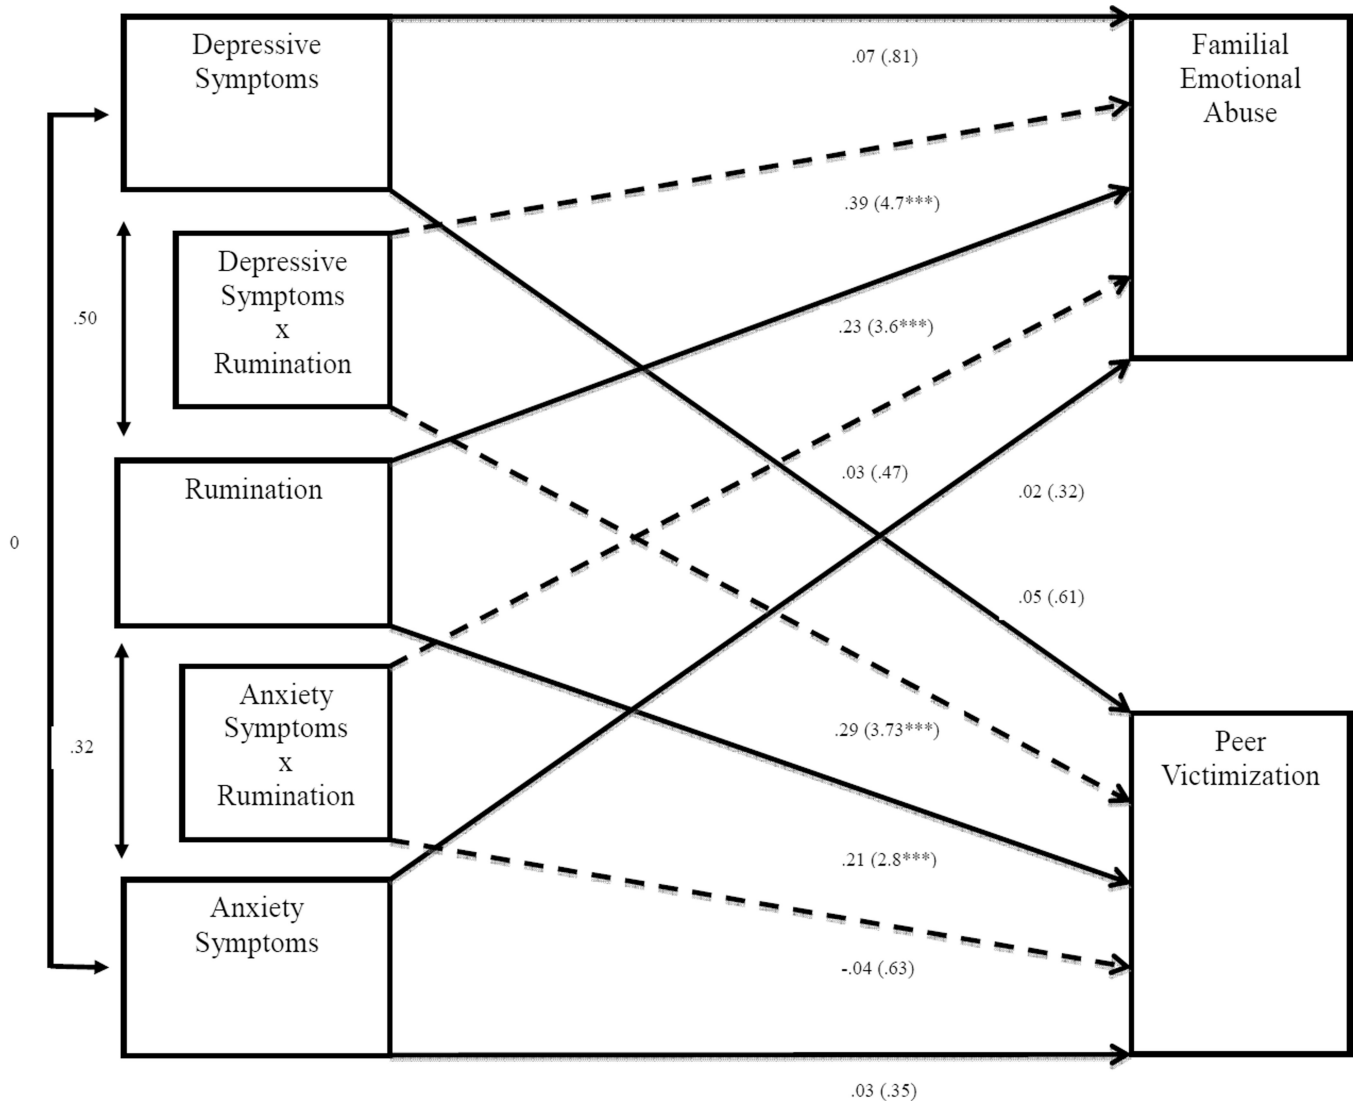 Depressive
Symptoms
.07 (.81)
Familial
Emotional
Abuse
.39 (4.7***)
Depressive
Symptoms
x
Rumination
.50
.23 (3.6***)
Rumination
.03 (.47)
.02 (.32)
0
.05 (.61)
Anxiety
Symptoms
x
Rumination
.32
.29 (3.73***)
Peer
Victimization
.21 (2.8***)
Anxiety
Symptoms
-.04 (.63)
.03 (.35)